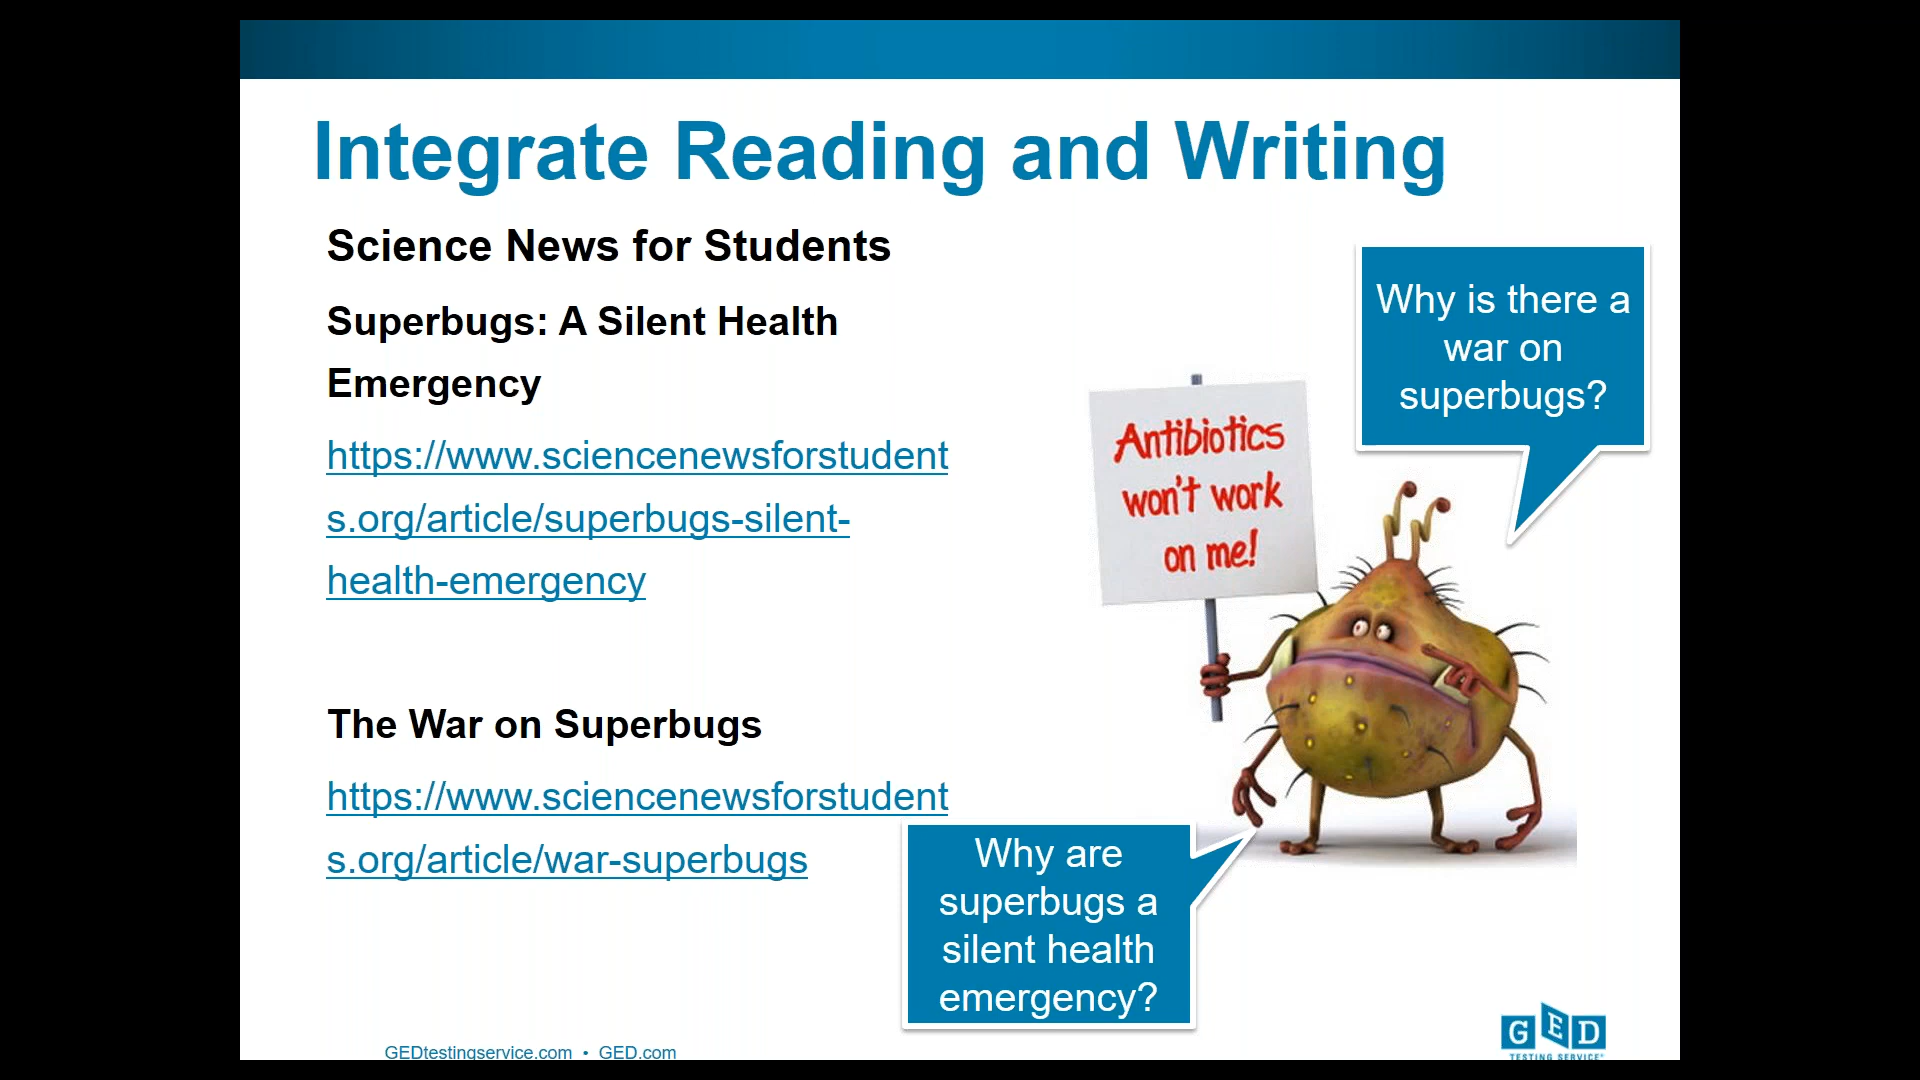 Integrate Reading and Writing
Science News for Students
Superbugs: A Silent Health
Emergency
https://www.sciencenewsforstudent
s.org/article/superbugs-silent-
health-emergency
The War on Superbugs
https://www.sciencenewsforstudent
s.org/article/war-superbugs
Why is there a
war on
superbugs?
Antibiotics
won't work
on me!
Why are
superbugs a
silent health
emergency?
GEDtestingservice.com • GED.com
GED
TESTING SERVICE